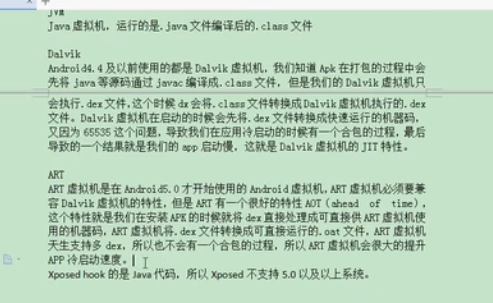 jvm
Java 虚拟机，运行的是.java 文件编译后的.class 文件
Dalvik
Android4.4 及以前使用的都是 Dalvik 虚拟机，我们知道 Apk 在打包的过程中会
先将 java 等源码通过 javac 编译成.class 文件，但是我们的 Dalvik 虚拟机只
会执行.dex 文件,这个时候 dx 会将.class 文件转换成 Dalvik 虚拟机执行的.dex
文件。Dalvik 虚拟机在启动的时候会先将.dex 文件转换成快速运行的机器码，
又因为 65535 这个问题，导致我们在应用冷启动的时候有一个合包的过程，最后
导致的一个结果就是我们的 app 启动慢，这就是 Dalvik 虚拟机的 JIT 特性。
ART
ART 虚拟机是在 Android5.0 才开始使用的 Android 虚拟机,ART 虚拟机必须要兼
容 Dalvik 虚拟机的特性，但是 ART 有一个很好的特性 AOT（ahead of time），
这个特性就是我们在安装 APK 的时候就将 dex 直接处理成可直接供 ART 虚拟机使
用的机器码，ART 虚拟机将.dex 文件转换成可直接运行的.oat 文件，ART 虚拟机
天生支持多 dex，所以也不会有一个合包的过程，所以 ART 虚拟机会很大的提升
APP 冷启动速度。
Xposed hook 的是 Java 代码，所以 Xposed 不支持 5.0 以及以上系统。